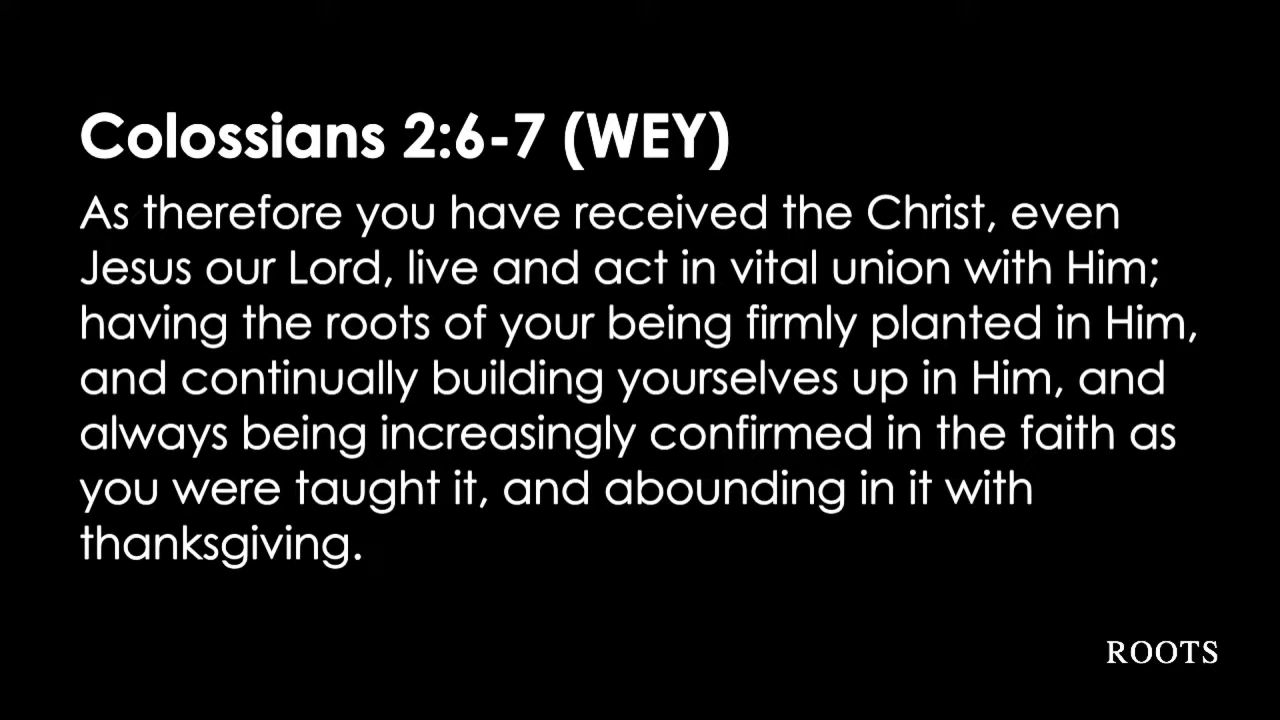 Colossians 2:6-7 (WEY)
As therefore you have received the Christ, even
Jesus our Lord, live and act in vital union with Him;
having the roots of your being firmly planted in Him,
and continually building yourselves up in Him, and
always being increasingly confirmed in the faith as
you were taught it, and abounding in it with
thanksgiving.
ROOTS